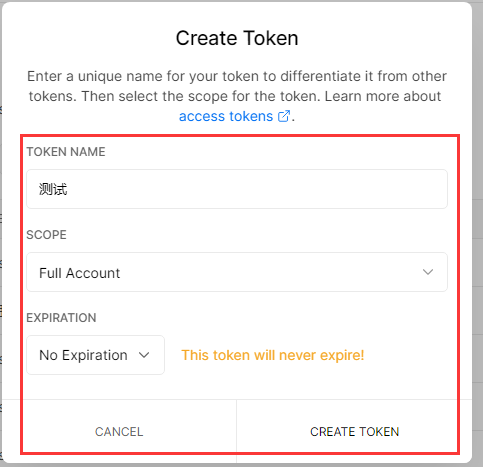 Create Token
Enter a unique name for your token to differentiate it from other
tokens. Then select the scope for the token. Learn more about
access tokens.
TOKEN NAME
测试
SCOPE
Full Account
EXPIRATION
No Expiration
This token will never expire!
CANCEL
CREATE TOKEN